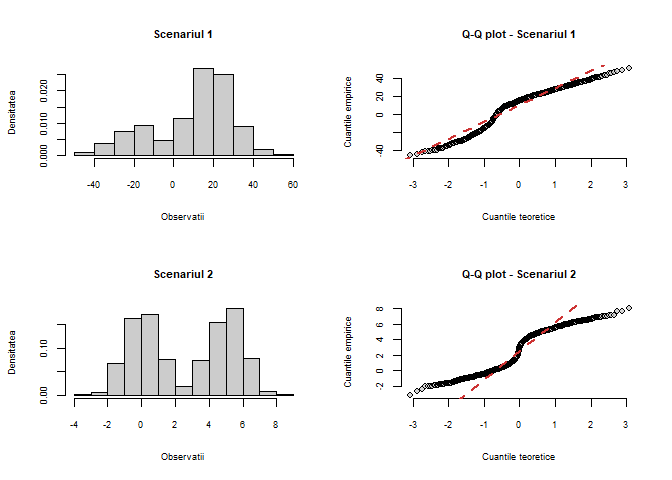 Scenariul 1
Densitatea
0.000 0.010 0.020
-40 -20 0 20 40 60
Observatii
Q-Q plot - Scenariul 1
Cuantile empirice
-40 0 20 40
-3 -2 -1 0 1 2 3
Cuantile teoretice
Scenariul 2
Densitatea
0.00 0.10
-4 -2 0 2 4 6 8
Observatii
Q-Q plot - Scenariul 2
Cuantile empirice
-2 0 2 4 6 8
-3 -2 -1 0 1 2 3
Cuantile teoretice